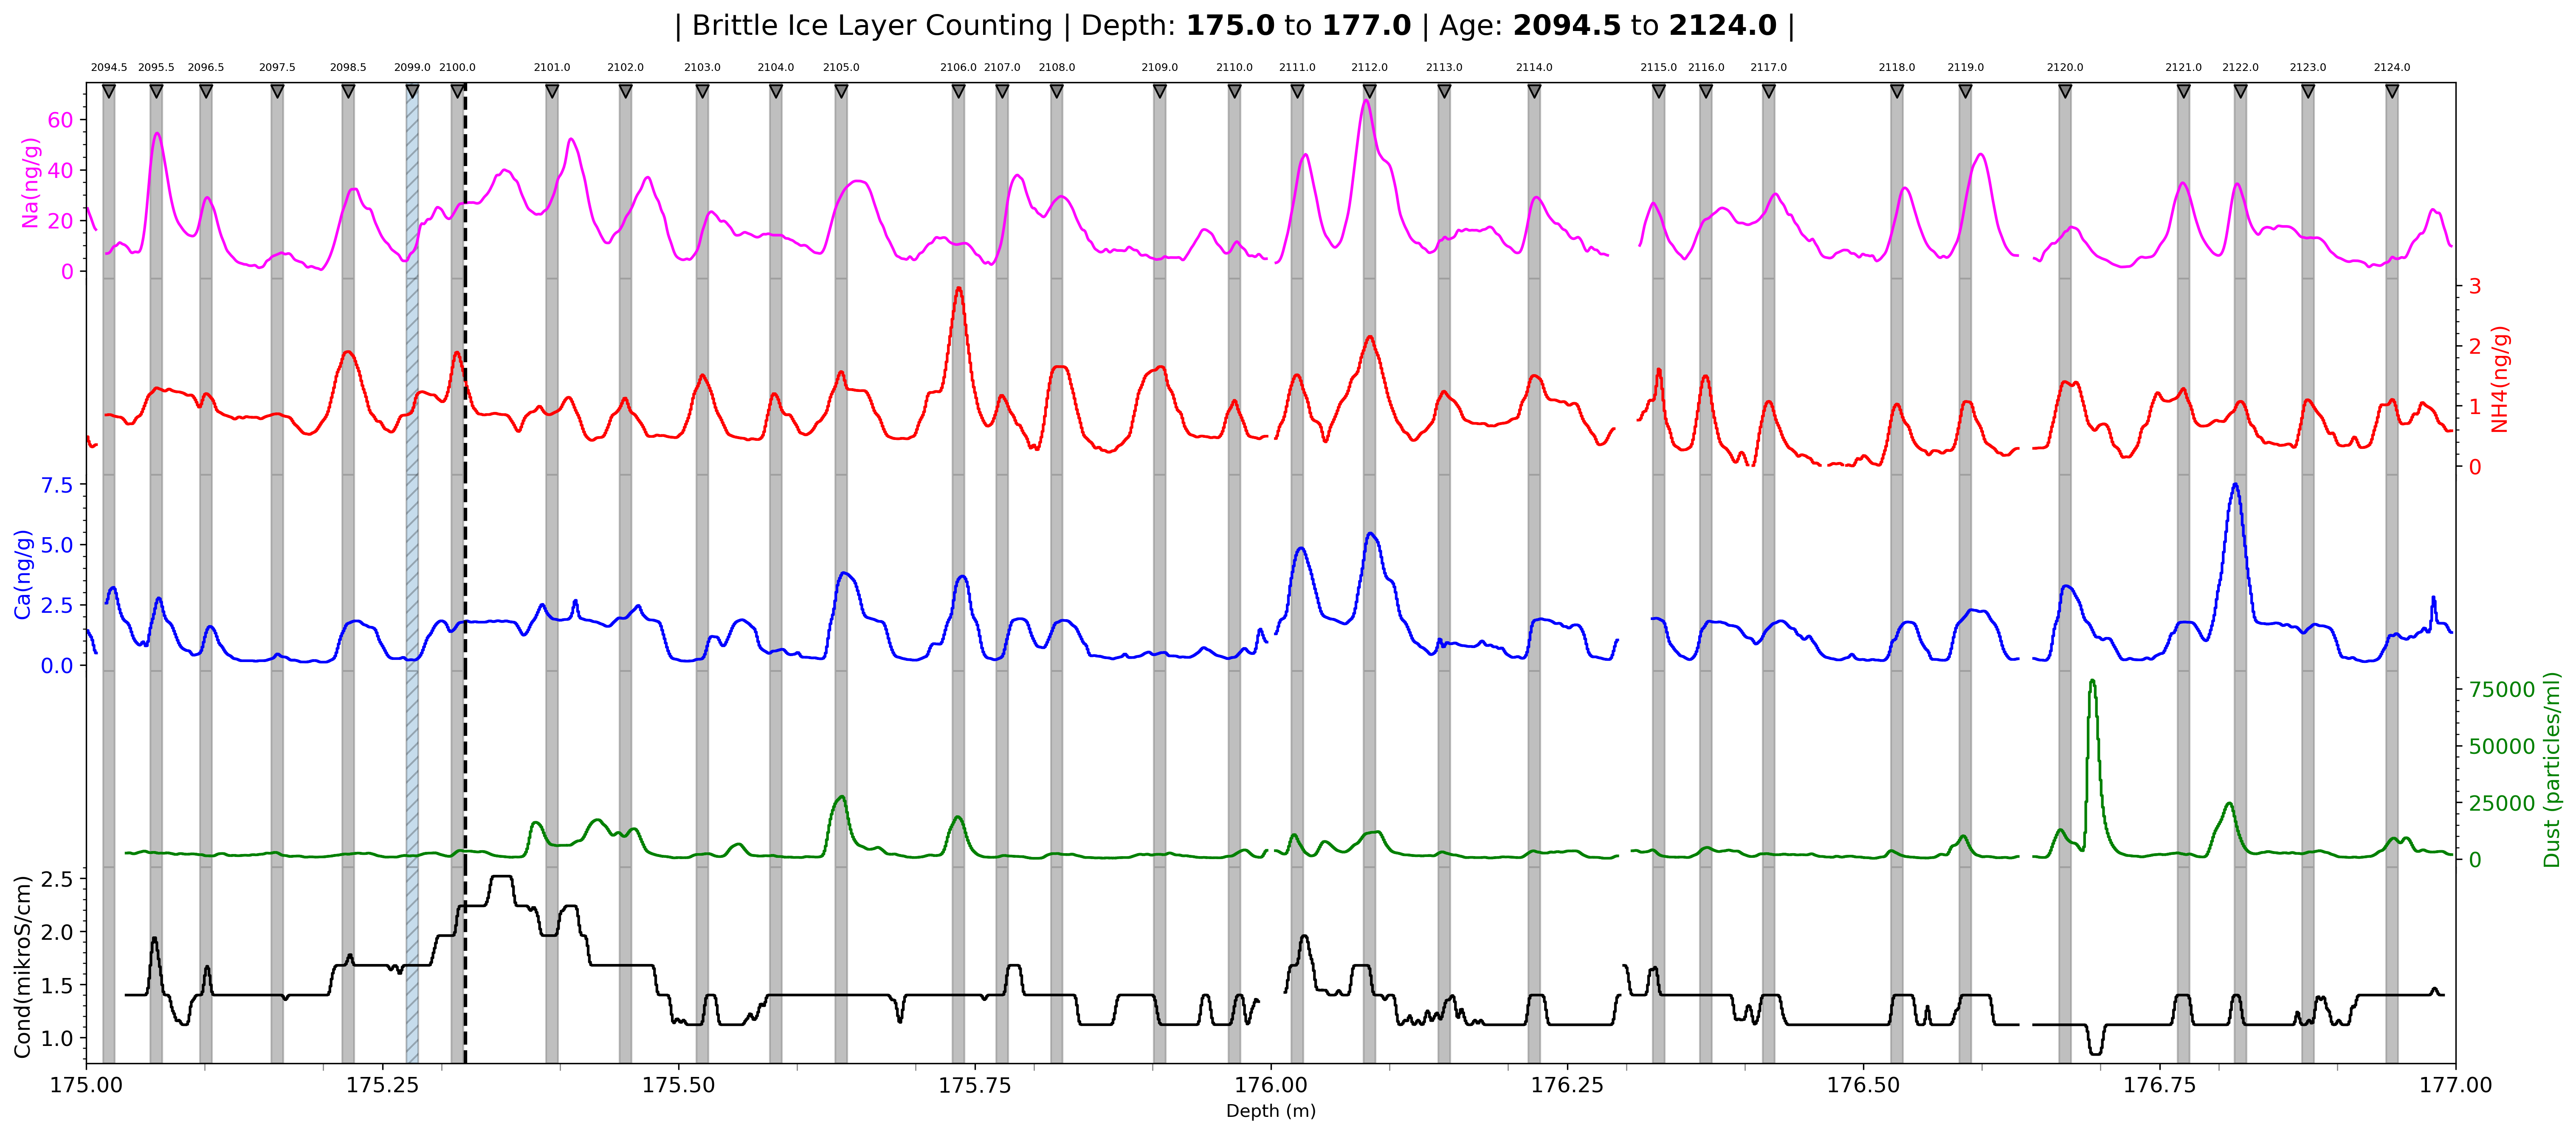 | Brittle Ice Layer Counting | Depth: 175.0 to 177.0 | Age: 2094.5 to 2124.0 |
2094.5 2095.5 2096.5 2097.5 2098.5 2099.0 2100.0 2101.0 2102.0 2103.0 2104.0 2105.0 2106.0 2107.0 2108.0 2109.0 2110.0 2111.0 2112.0 2113.0 2114.0 2115.0 2116.0 2117.0 2118.0 2119.0 2120.0 2121.0 2122.0 2123.0 2124.0
Na(ng/g)
60
40
20
0
NH4(ng/g)
3
2
1
0
Ca(ng/g)
7.5
5.0
2.5
0.0
Dust (particles/ml)
75000
50000
25000
0
Cond(mikroS/cm)
2.5
2.0
1.5
1.0
175.00 175.25 175.50 175.75 176.00 176.25 176.50 176.75 177.00
Depth (m)